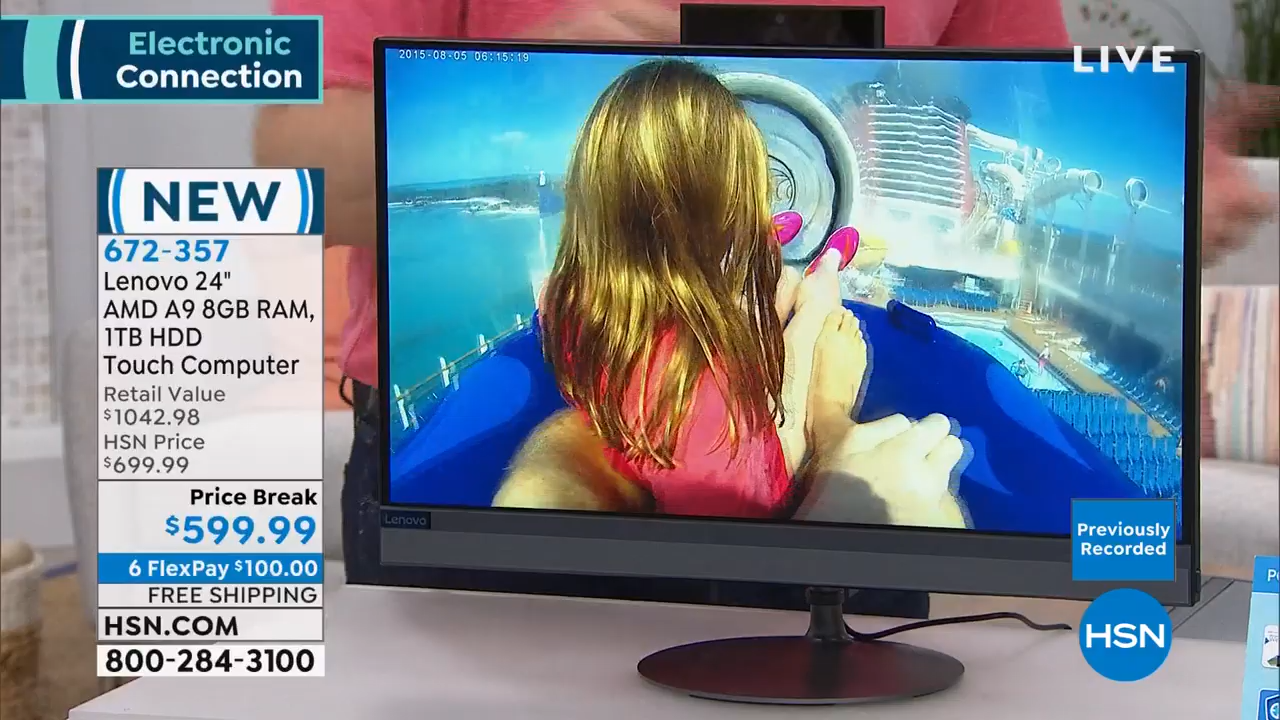 Electronic
Connection
2015-08-05 06:15:19
LIVE
NEW
672-357
Lenovo 24"
AMD A9 8GB RAM,
1TB HDD
Touch Computer
Retail Value
$1042.98
HSN Price
$699.99
Price Break
$599.99
6 FlexPay $100.00
FREE SHIPPING
HSN.COM
800-284-3100
Lenovo
Previously
Recorded
HSN